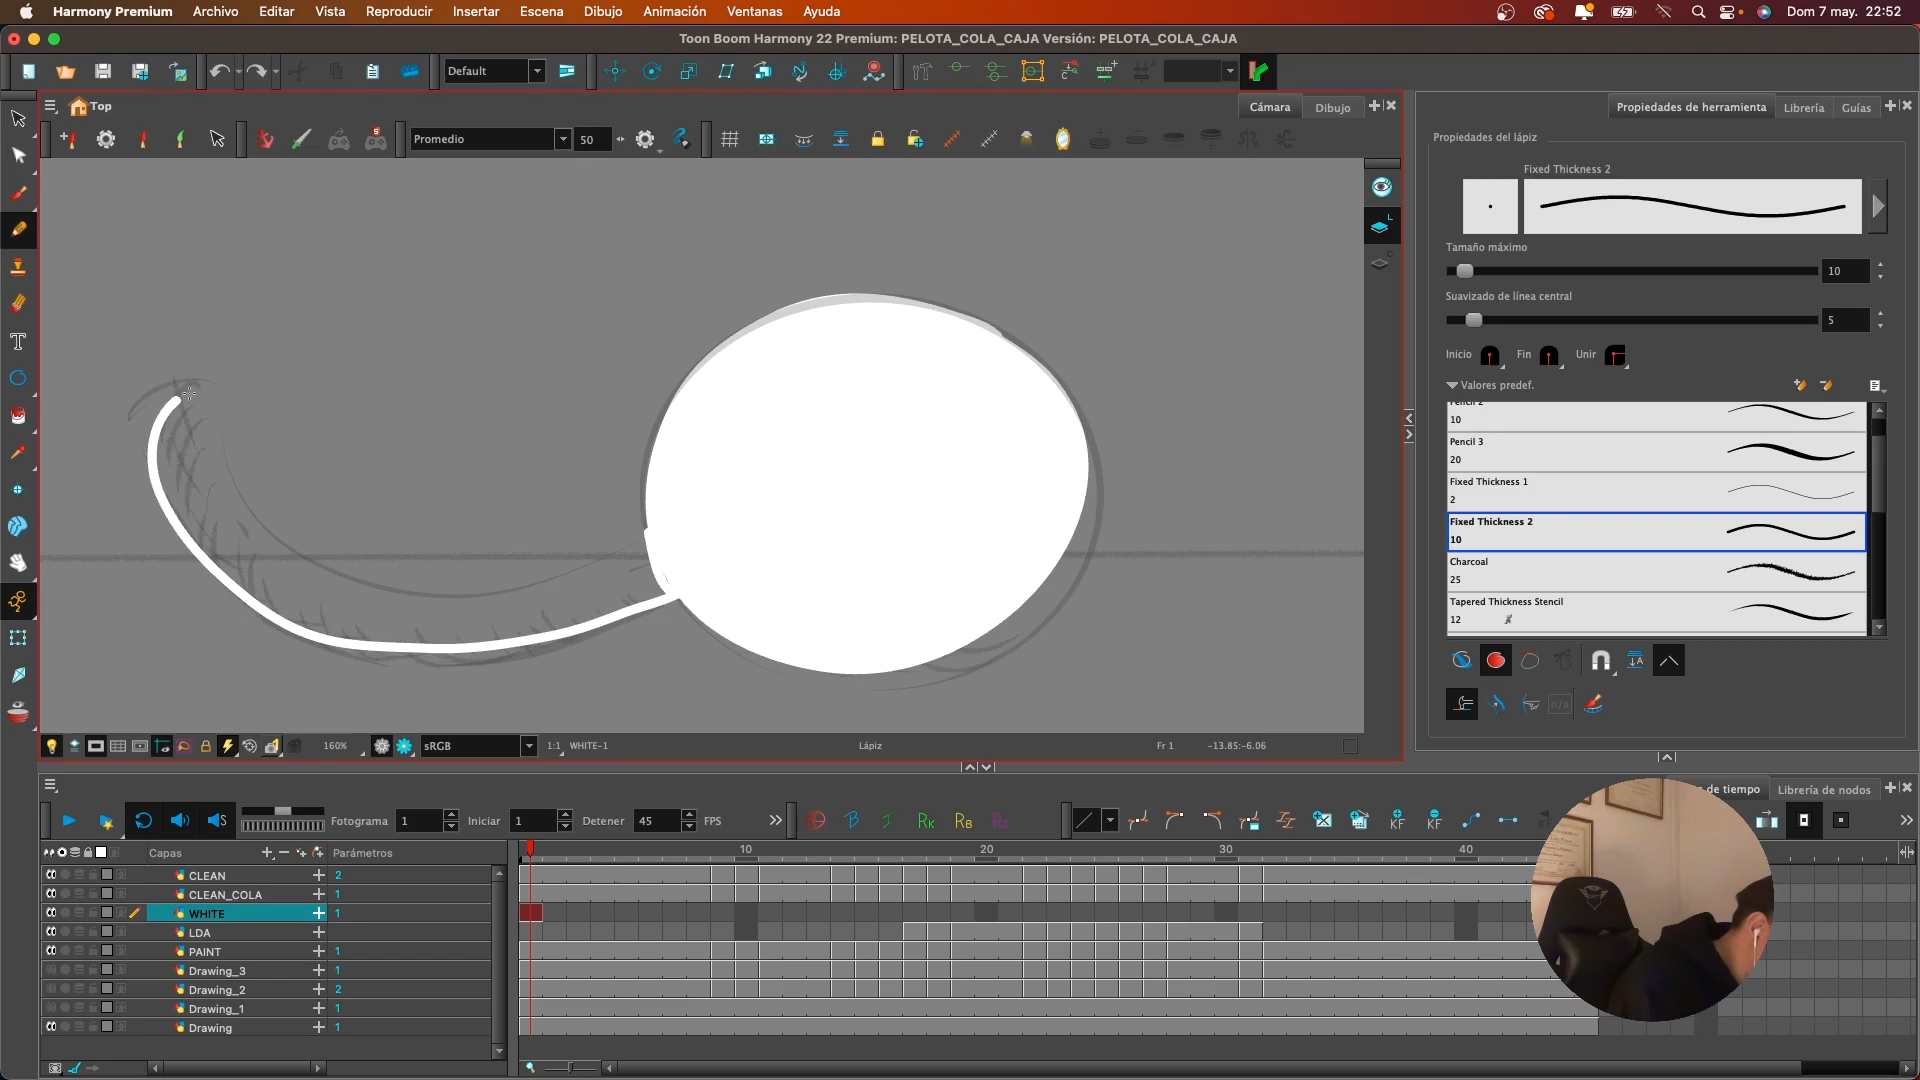 Harmony Premium Archivo Editar Vista Reproducir Insertar Escena Dibujo Animación Ventanas Ayuda Dom 7 may. 22:52
Toon Boom Harmony 22 Premium: PELOTA_COLA_CAJA Versión: PELOTA_COLA_CAJA
Default
Top
Cámara Dibujo
Promedio 50
Propiedades de herramienta Librería Guías
Propiedades del lápiz
Fixed Thickness 2
Tamaño máximo
10
Suavizado de línea central
5
Inicio Fin Unir
Valores predef.
10
Pencil 3
20
Fixed Thickness 1
2
Fixed Thickness 2
10
Charcoal
25
Tapered Thickness Stencil
12
n/a
160% sRGB 1:1 WHITE-1 Lápiz Fr 1 -13.85:-6.06
de tiempo Librería de nodos
Fotograma 1 Iniciar 1 Detener 45 FPS
RK RB KF KF
Capas Parámetros
10 20 30 40
CLEAN 2
CLEAN_COLA 1
WHITE 1
LDA
PAINT 1
Drawing_3 1
Drawing_2 2
Drawing_1 1
Drawing 1